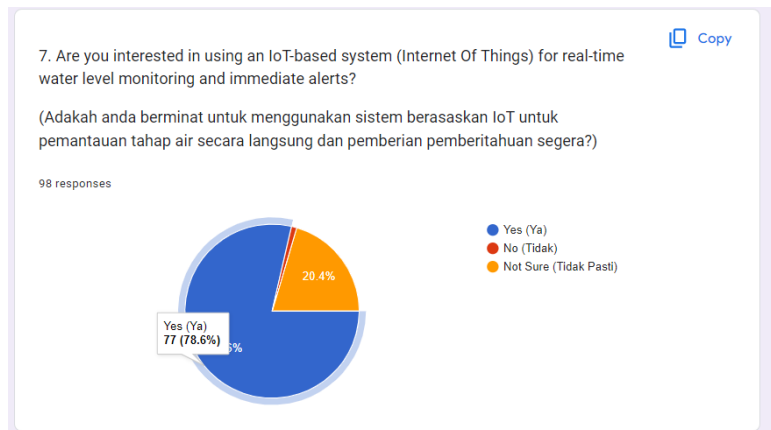 Copy
7. Are you interested in using an IoT-based system (Internet Of Things) for real-time
water level monitoring and immediate alerts?
(Adakah anda berminat untuk menggunakan sistem berasaskan IoT untuk
pemantauan tahap air secara langsung dan pemberian pemberitahuan segera?)
98 responses
Yes (Ya)
No (Tidak)
Not Sure (Tidak Pasti)
20.4%
Yes (Ya)
77 (78.6%)